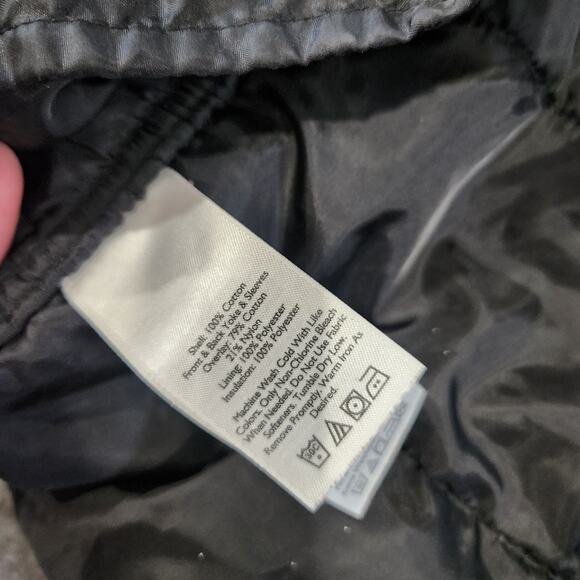 Shell: 100% Cotton
Front & Back Yoke & Sleeves
Overlay: 79% Cotton
21% Nylon
Lining: 100% Polyester
Insulation: 100% Polyester
Machine Wash Cold With Like
Colors. Only Non-Chlorine Bleach
When Needed. Do Not Use Fabric
Softeners. Tumble Dry Low.
Remove Promptly. Warm Iron As
Desired.
30C